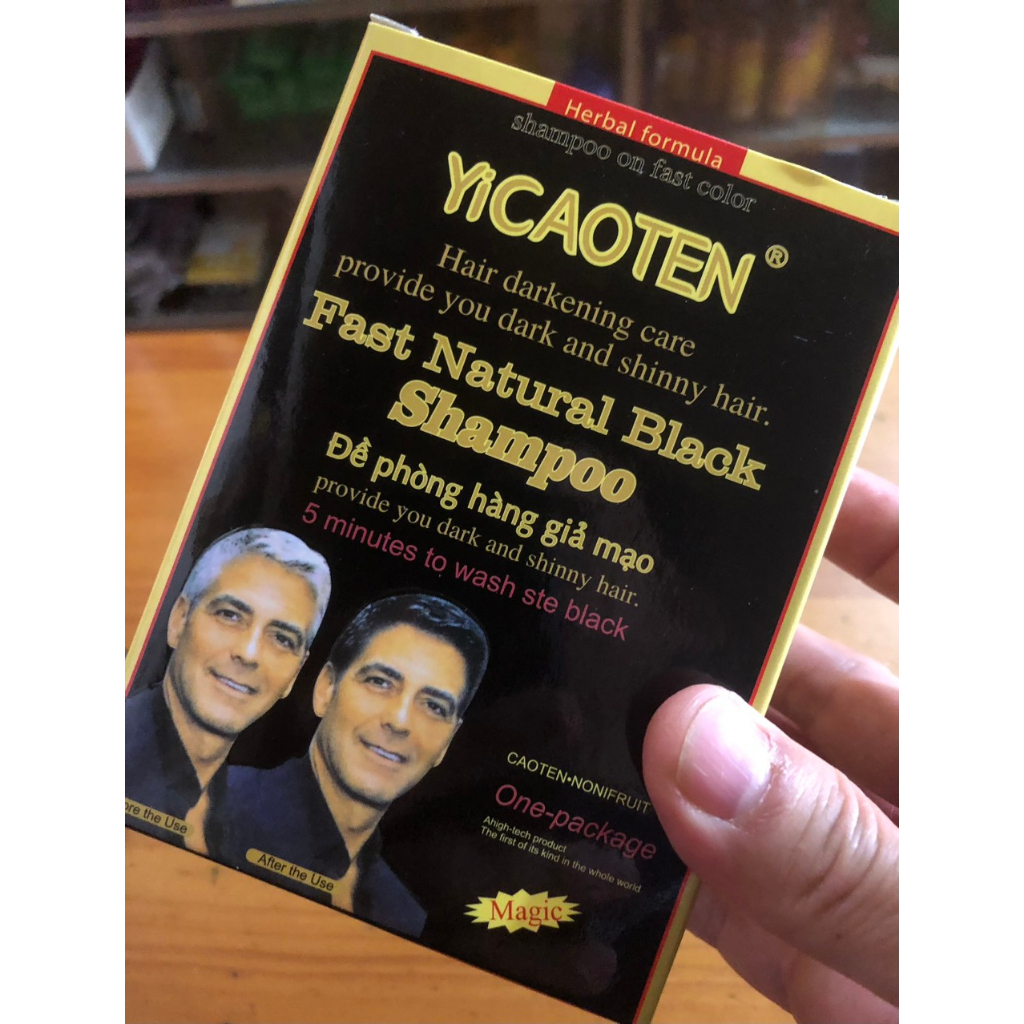 Herbal formula
shampoo on fast color
YiCAOTEN®
Hair darkening care
provide you dark and shinny hair.
Fast Natural Black
Shampoo
Đề phòng hàng giả mạo
provide you dark and shinny hair.
5 minutes to wash ste black
CAOTEN•NONIFRUIT
One-package
Ahigh-tech product
The first of its kind in the whole world
ore the Use
After the Use
Magic